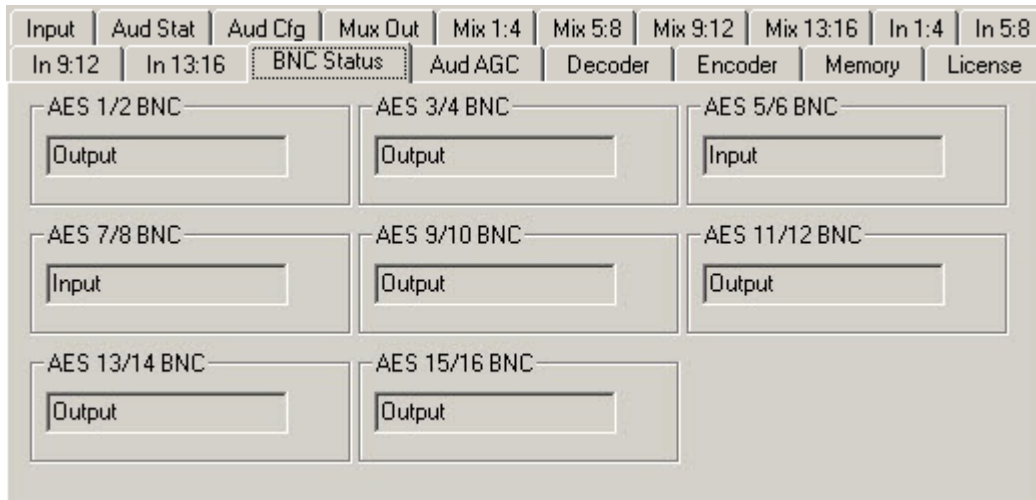 Input Aud Stat Aud Cfg Mux Out Mix 1:4 Mix 5:8 Mix 9:12 Mix 13:16 In 1:4 In 5:8
In 9:12 In 13:16 BNC Status Aud AGC Decoder Encoder Memory License
AES 1/2 BNC AES 3/4 BNC AES 5/6 BNC
Output Output Input
AES 7/8 BNC AES 9/10 BNC AES 11/12 BNC
Input Output Output
AES 13/14 BNC AES 15/16 BNC
Output Output